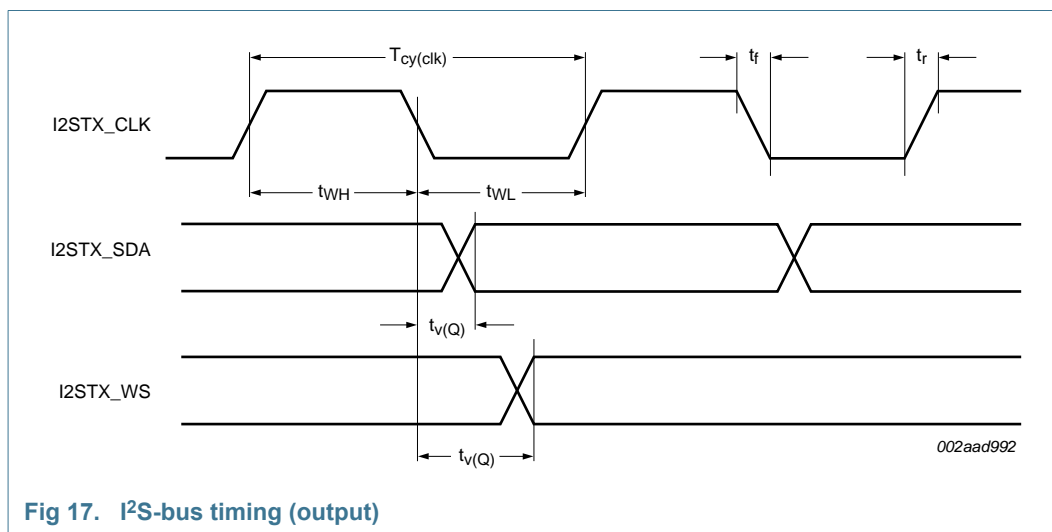 T_cy(clk)
t_f
t_r
I2STX_CLK
t_WH
t_WL
I2STX_SDA
t_v(Q)
I2STX_WS
t_v(Q)
002aad992
Fig 17. I²S-bus timing (output)